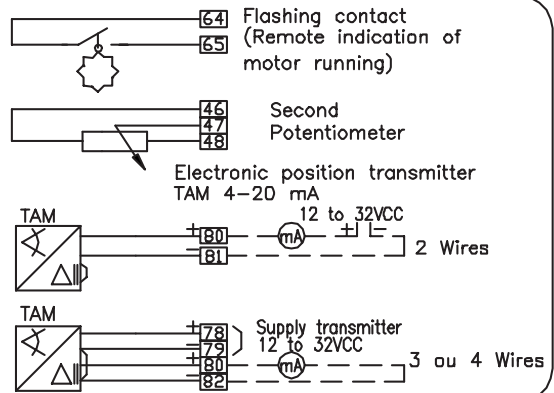 64 Flashing contact
65 (Remote indication of
motor running)
46
47
48
Second
Potentiometer
Electronic position transmitter
TAM 4-20 mA
TAM
12 to 32VCC
+ 80 mA + -
- 81
2 Wires
TAM
+ 78
- 79
Supply transmitter
12 to 32VCC
+ 80 mA
- 82
3 ou 4 Wires